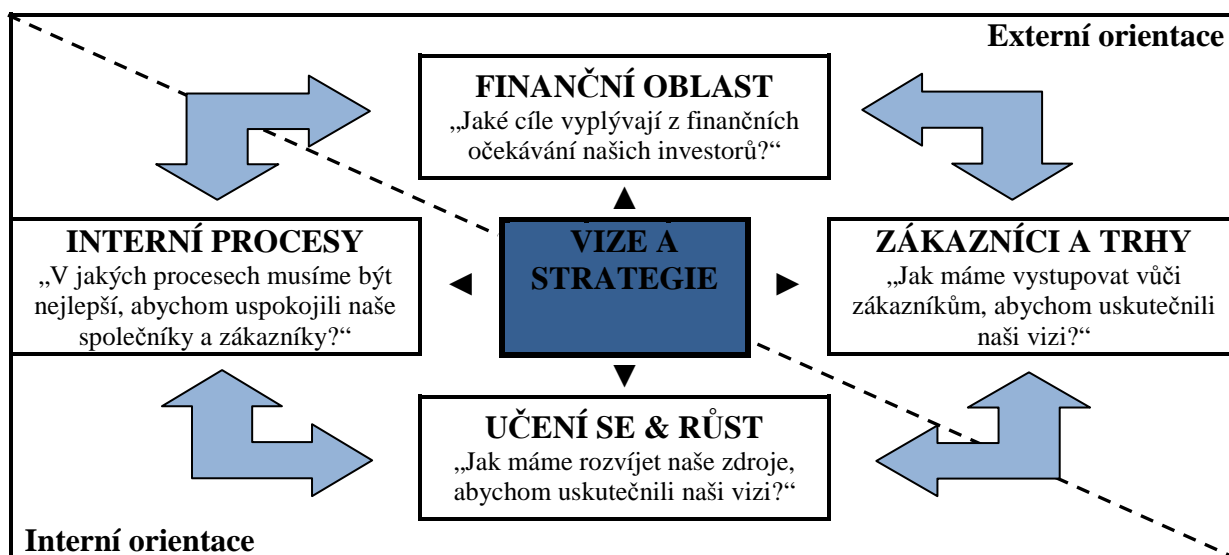 Externí orientace
FINANČNÍ OBLAST
„Jaké cíle vyplývají z finančních
očekávání našich investorů?“
INTERNÍ PROCESY
„V jakých procesech musíme být
nejlepší, abychom uspokojili naše
společníky a zákazníky?“
VIZE A
STRATEGIE
ZÁKAZNÍCI A TRHY
„Jak máme vystupovat vůči
zákazníkům, abychom uskutečnili
naši vizi?“
UČENÍ SE & RŮST
„Jak máme rozvíjet naše zdroje,
abychom uskutečnili naši vizi?“
Interní orientace